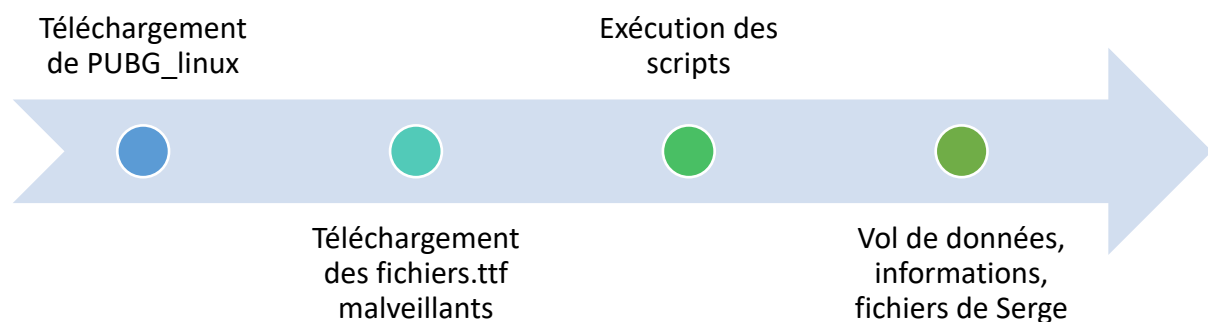 Téléchargement
de PUBG_linux
Téléchargement
des fichiers.ttf
malveillants
Exécution des
scripts
Vol de données,
informations,
fichiers de Serge